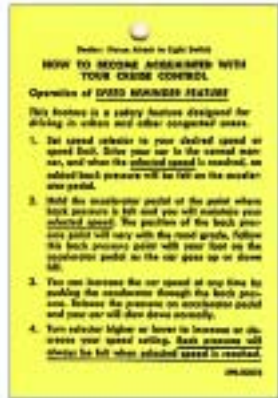 Dealer: Please Attach to Light Switch
HOW TO BECOME ACQUAINTED WITH
YOUR CRUISE CONTROL
Operation of SPEED REMINDER FEATURE
This feature is a safety feature designed for
driving in urban and other congested areas.
1. Set speed selector to your desired speed or
speed limit. Drive your car in the normal man-
ner, and when the selected speed is reached, an
added back pressure will be felt on the acceler-
ator pedal.
2. Hold the accelerator pedal at the point where
back pressure is felt and you will maintain your
selected speed. The position of the back pres-
sure point will vary with the road grade. Follow
this back pressure point with your foot on the
accelerator pedal as the car goes up or down
hill.
3. You can increase the car speed at any time by
pushing the accelerator through the back pres-
sure. Release the pressure on accelerator pedal
and your car will slow down normally.
4. Turn selector higher or lower to increase or de-
crease your speed setting. Back pressure will
always be felt when selected speed is reached.